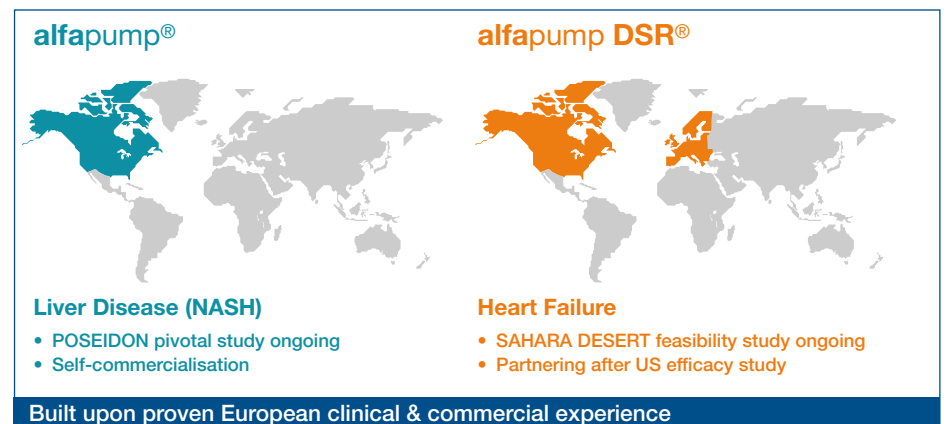 alfapump®
Liver Disease (NASH)
• POSEIDON pivotal study ongoing
• Self-commercialisation
alfapump DSR®
Heart Failure
• SAHARA DESERT feasibility study ongoing
• Partnering after US efficacy study
Built upon proven European clinical & commercial experience